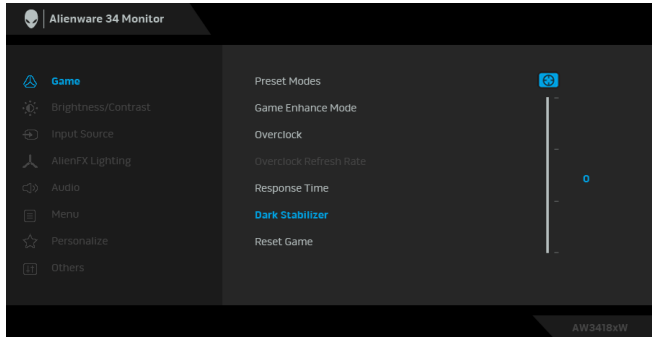 Alienware 34 Monitor
Game
Brightness/Contrast
Input Source
AlienFX Lighting
Audio
Menu
Personalize
Others
Preset Modes
Game Enhance Mode
Overclock
Overclock Refresh Rate
Response Time
Dark Stabilizer
Reset Game
0
AW3418xW